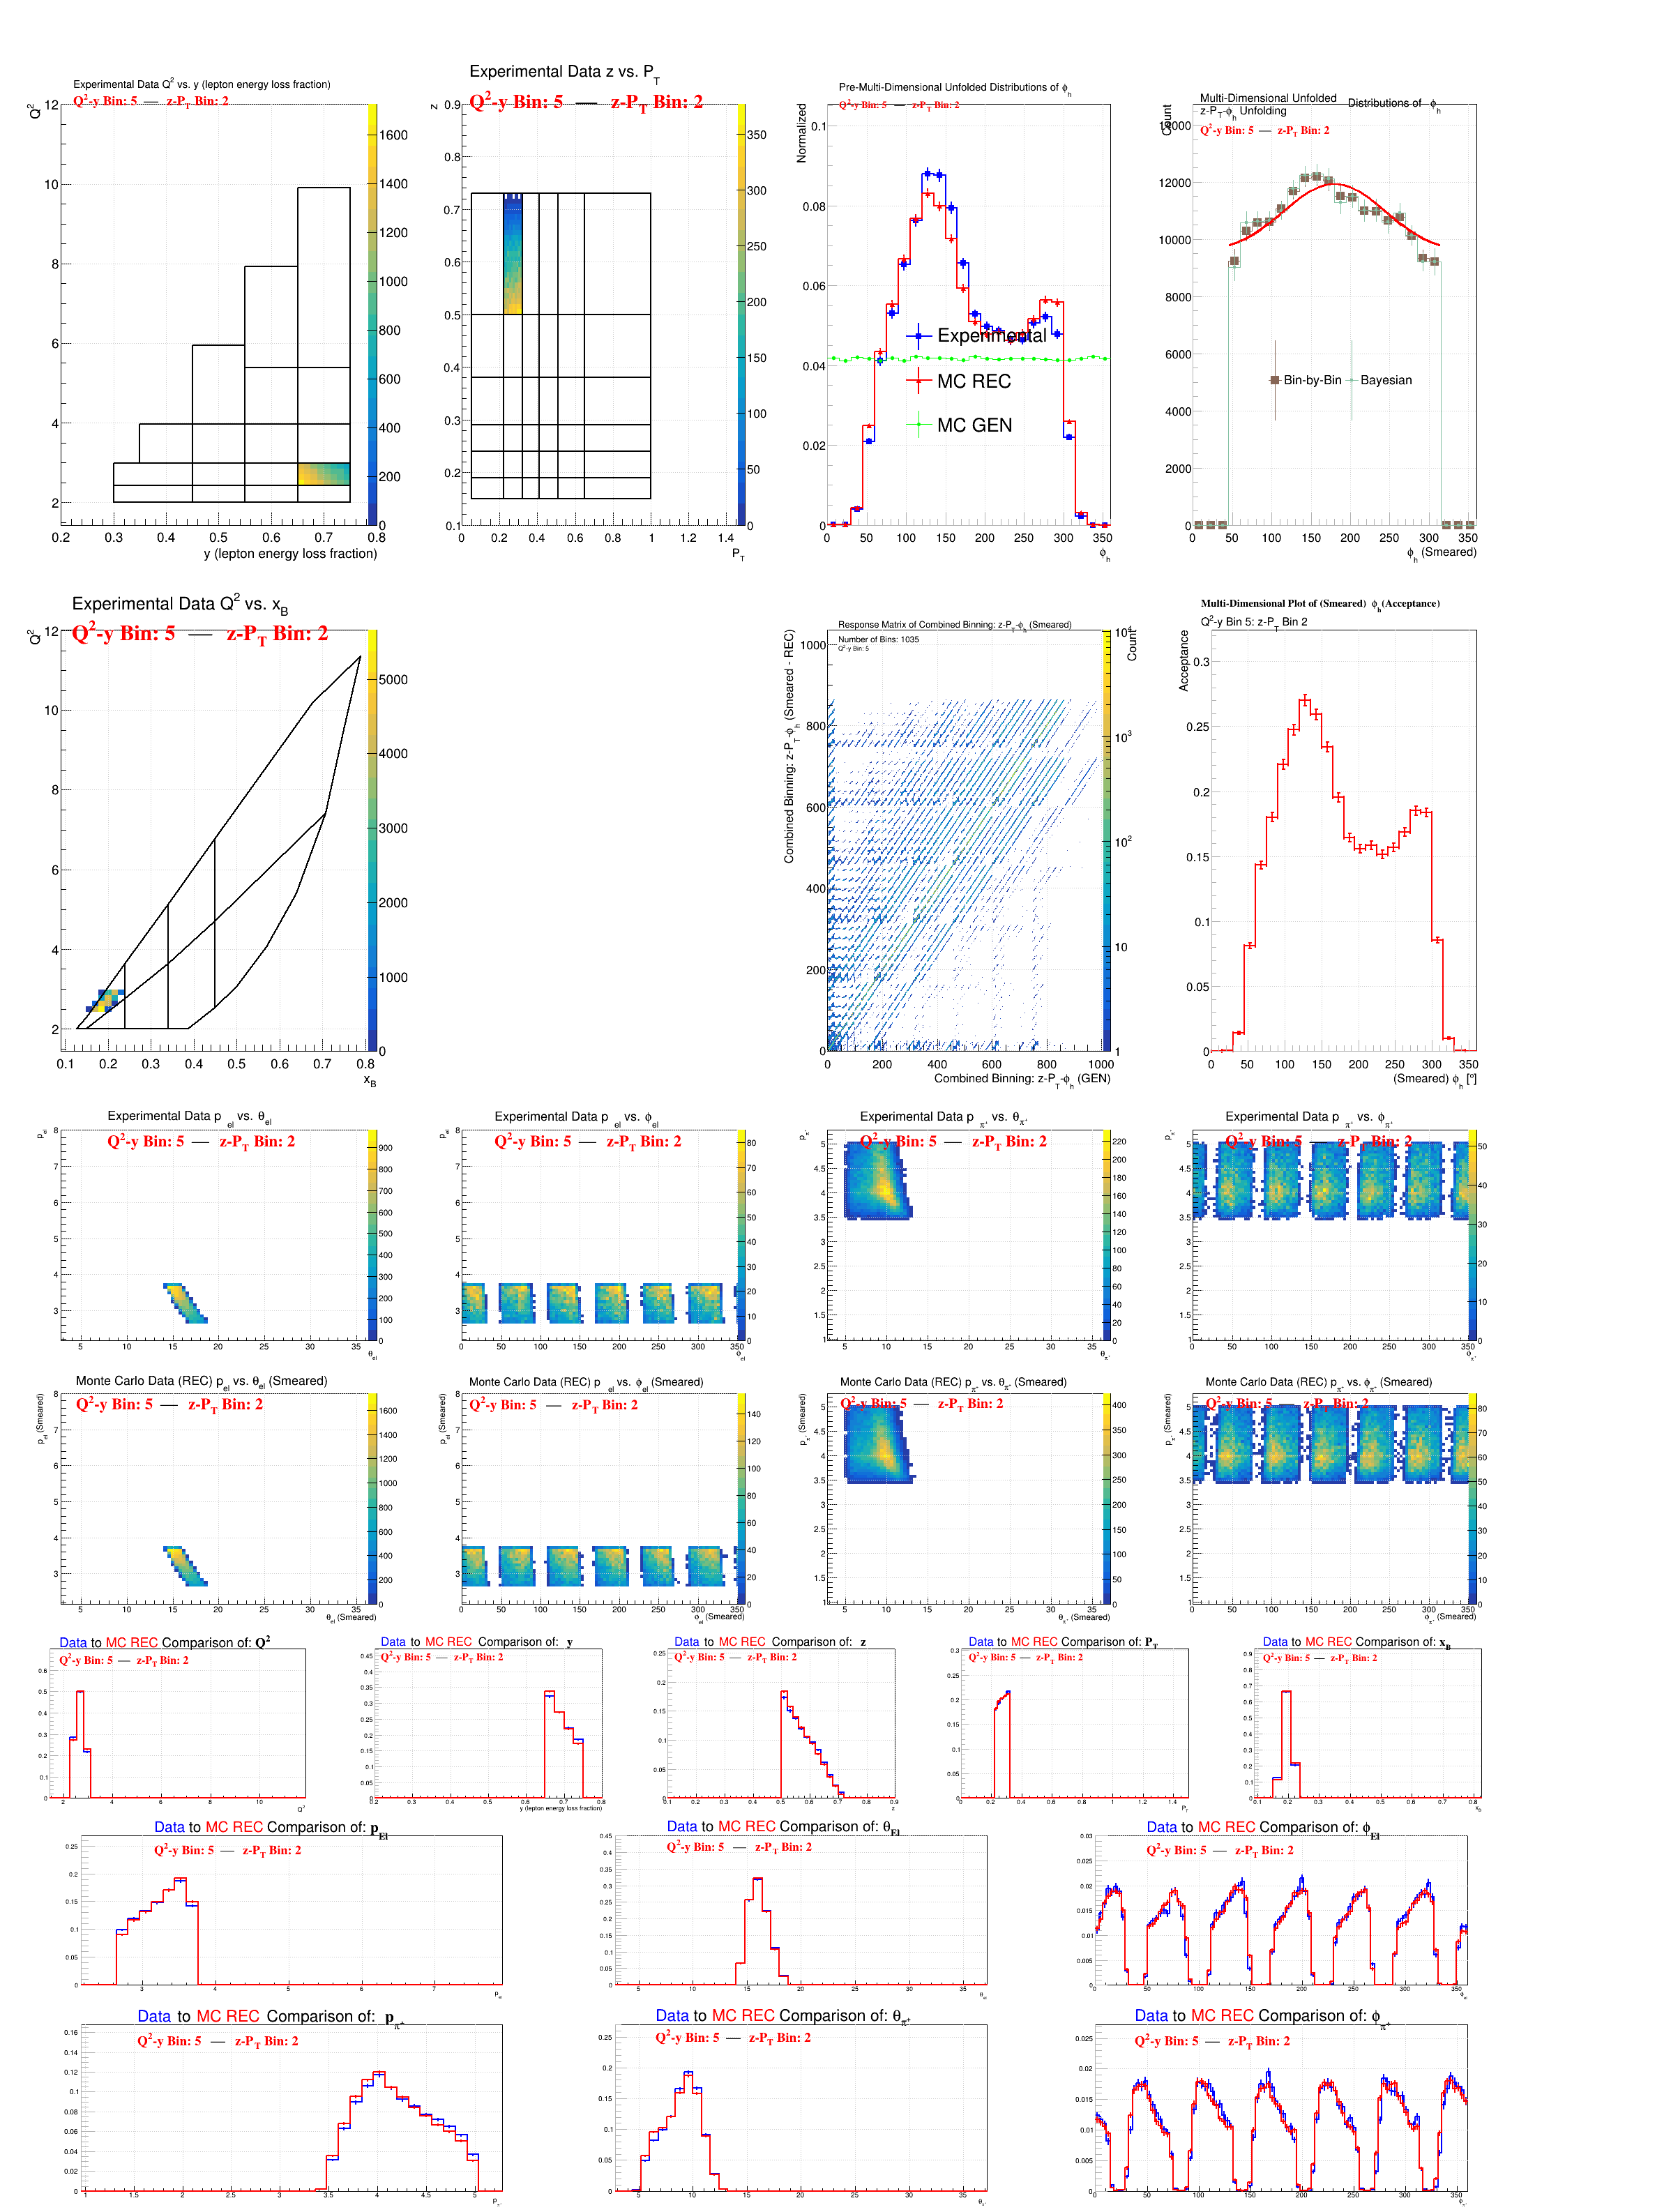 Experimental Data Q² vs. y (lepton energy loss fraction)
Q²-y Bin: 5 — z-P_T Bin: 2
Q²
y (lepton energy loss fraction)
Experimental Data z vs. P_T
Q²-y Bin: 5 — z-P_T Bin: 2
z
P_T
Pre-Multi-Dimensional Unfolded Distributions of ϕ_h
Q²-y Bin: 5 — z-P_T Bin: 2
Normalized
Experimental
MC REC
MC GEN
ϕ_h
Multi-Dimensional Unfolded Distributions of ϕ_h
z-P_T-ϕ_h Unfolding
Q²-y Bin: 5 — z-P_T Bin: 2
Count
Bin-by-Bin
Bayesian
ϕ_h (Smeared)
Experimental Data Q² vs. x_B
Q²-y Bin: 5 — z-P_T Bin: 2
Q²
x_B
Response Matrix of Combined Binning: z-P_T-ϕ_h (Smeared)
Number of Bins: 1035
Q²-y Bin: 5
Combined Binning: z-P_T-ϕ_h (Smeared - REC)
Count
Combined Binning: z-P_T-ϕ_h (GEN)
Multi-Dimensional Plot of (Smeared) ϕ_h (Acceptance)
Q²-y Bin 5: z-P_T Bin 2
Acceptance
(Smeared) ϕ_h [°]
Experimental Data p_el vs. θ_el
Q²-y Bin: 5 — z-P_T Bin: 2
p_el
θ_el
Experimental Data p_el vs. ϕ_el
Q²-y Bin: 5 — z-P_T Bin: 2
p_el
ϕ_el
Experimental Data p_π⁺ vs. θ_π⁺
Q²-y Bin: 5 — z-P_T Bin: 2
p_π⁺
θ_π⁺
Experimental Data p_π⁺ vs. ϕ_π⁺
Q²-y Bin: 5 — z-P_T Bin: 2
p_π⁺
ϕ_π⁺
Monte Carlo Data (REC) p_el vs. θ_el (Smeared)
Q²-y Bin: 5 — z-P_T Bin: 2
p_el (Smeared)
θ_el (Smeared)
Monte Carlo Data (REC) p_el vs. ϕ_el (Smeared)
Q²-y Bin: 5 — z-P_T Bin: 2
p_el (Smeared)
ϕ_el (Smeared)
Monte Carlo Data (REC) p_π⁺ vs. θ_π⁺ (Smeared)
Q²-y Bin: 5 — z-P_T Bin: 2
p_π⁺ (Smeared)
θ_π⁺ (Smeared)
Monte Carlo Data (REC) p_π⁺ vs. ϕ_π⁺ (Smeared)
Q²-y Bin: 5 — z-P_T Bin: 2
p_π⁺ (Smeared)
ϕ_π⁺ (Smeared)
Data to MC REC Comparison of: Q²
Q²-y Bin: 5 — z-P_T Bin: 2
Q²
Data to MC REC Comparison of: y
Q²-y Bin: 5 — z-P_T Bin: 2
y (lepton energy loss fraction)
Data to MC REC Comparison of: z
Q²-y Bin: 5 — z-P_T Bin: 2
z
Data to MC REC Comparison of: P_T
Q²-y Bin: 5 — z-P_T Bin: 2
P_T
Data to MC REC Comparison of: x_B
Q²-y Bin: 5 — z-P_T Bin: 2
x_B
Data to MC REC Comparison of: p_El
Q²-y Bin: 5 — z-P_T Bin: 2
p_el
Data to MC REC Comparison of: θ_El
Q²-y Bin: 5 — z-P_T Bin: 2
θ_el
Data to MC REC Comparison of: ϕ_El
Q²-y Bin: 5 — z-P_T Bin: 2
ϕ_el
Data to MC REC Comparison of: p_π⁺
Q²-y Bin: 5 — z-P_T Bin: 2
Data to MC REC Comparison of: θ_π⁺
Q²-y Bin: 5 — z-P_T Bin: 2
Data to MC REC Comparison of: ϕ_π⁺
Q²-y Bin: 5 — z-P_T Bin: 2